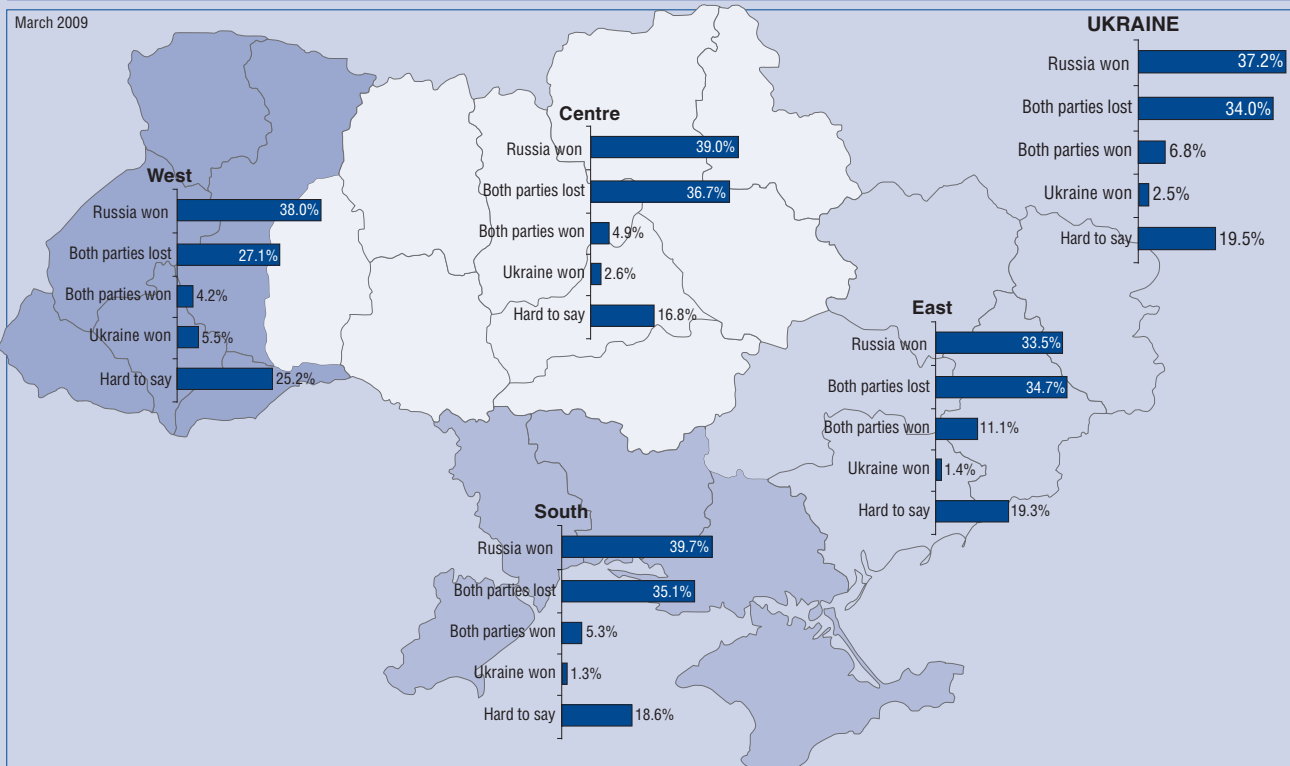 March 2009
UKRAINE
Russia won 37.2%
Both parties lost 34.0%
Both parties won 6.8%
Ukraine won 2.5%
Hard to say 19.5%
Centre
Russia won 39.0%
Both parties lost 36.7%
Both parties won 4.9%
Ukraine won 2.6%
Hard to say 16.8%
West
Russia won 38.0%
Both parties lost 27.1%
Both parties won 4.2%
Ukraine won 5.5%
Hard to say 25.2%
East
Russia won 33.5%
Both parties lost 34.7%
Both parties won 11.1%
Ukraine won 1.4%
Hard to say 19.3%
South
Russia won 39.7%
Both parties lost 35.1%
Both parties won 5.3%
Ukraine won 1.3%
Hard to say 18.6%